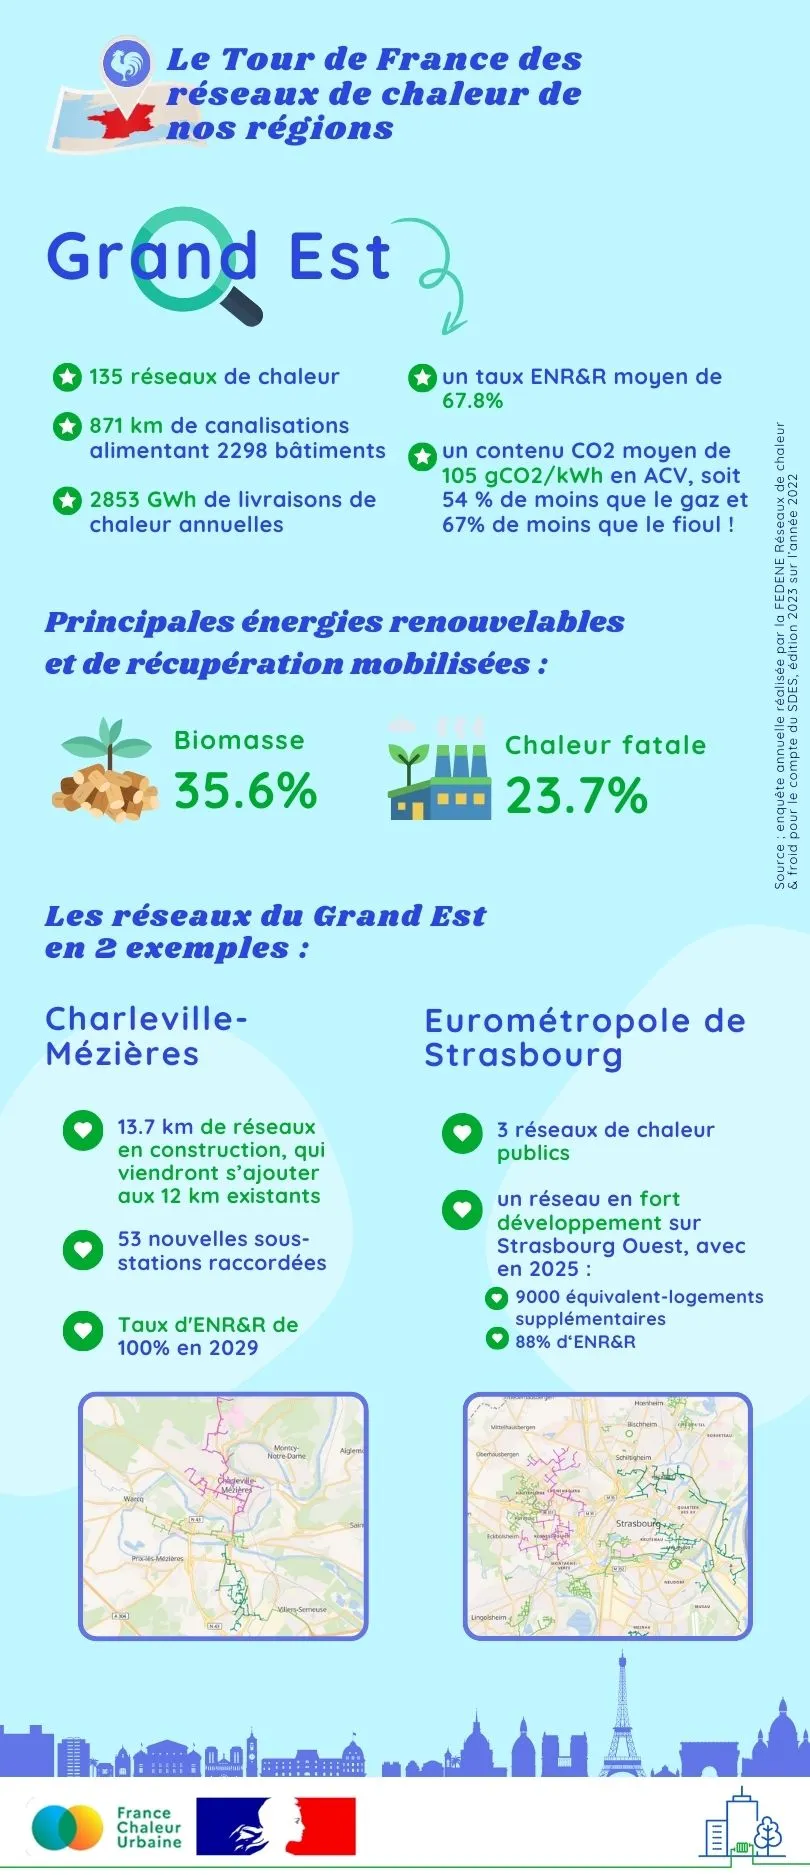 Le Tour de France des
réseaux de chaleur de
nos régions
Grand Est
135 réseaux de chaleur
871 km de canalisations
alimentant 2298 bâtiments
2853 GWh de livraisons de
chaleur annuelles
un taux ENR&R moyen de
67.8%
un contenu CO2 moyen de
105 gCO2/kWh en ACV, soit
54 % de moins que le gaz et
67% de moins que le fioul !
Source : enquête annuelle réalisée par la FEDENE Réseaux de chaleur
& froid pour le compte du SDES, édition 2023 sur l'année 2022
Principales énergies renouvelables
et de récupération mobilisées :
Biomasse
35.6%
Chaleur fatale
23.7%
Les réseaux du Grand Est
en 2 exemples :
Charleville-
Mézières
13.7 km de réseaux
en construction, qui
viendront s'ajouter
aux 12 km existants
53 nouvelles sous-
stations raccordées
Taux d'ENR&R de
100% en 2029
Eurométropole de
Strasbourg
3 réseaux de chaleur
publics
un réseau en fort
développement sur
Strasbourg Ouest, avec
en 2025 :
9000 équivalent-logements
supplémentaires
88% d'ENR&R
Montcy-
Notre-Dame
Aiglem
Charleville-
Mézières
Warcq
N 43
Prix-lès-Mézières
Villers-Semeuse
A 304
N 43
Hœnheim
Mittelhausbergen
Bischheim
Oberhausbergen
Schiltigheim
Strasbourg
Eckbolsheim
NEUDORF
Lingolsheim
France
Chaleur
Urbaine